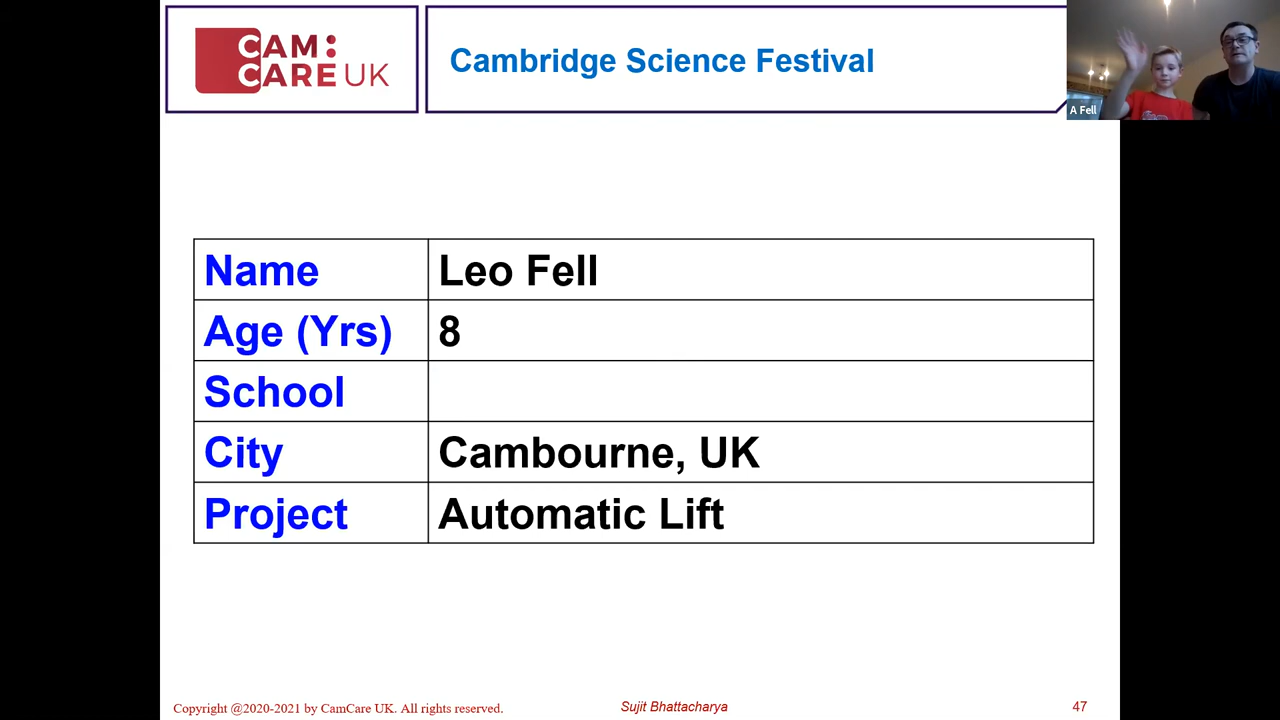 CAM:
CARE UK
Cambridge Science Festival
A Fell
Name Leo Fell
Age (Yrs) 8
School
City Cambourne, UK
Project Automatic Lift
Copyright @2020-2021 by CamCare UK. All rights reserved. Sujit Bhattacharya 47